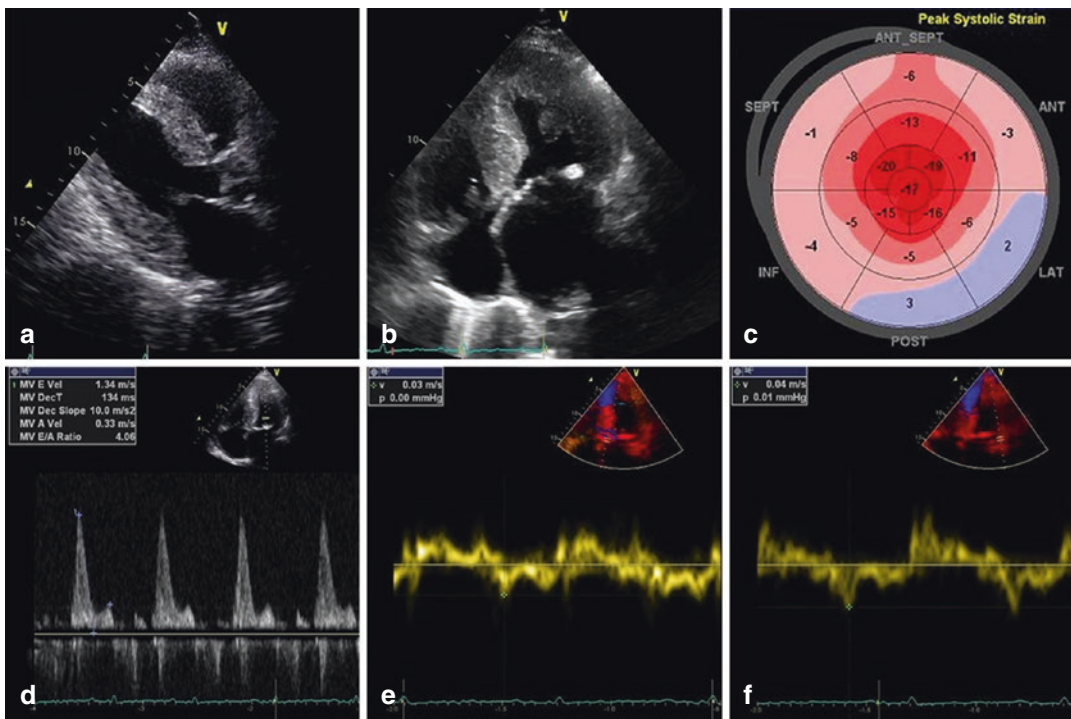 V
5
10
15
a
V
10
b
Peak Systolic Strain
ANT_SEPT
SEPT
ANT
-6
-1
-3
-13
-8
-11
-20
-19
-17
-15
-16
-5
-6
-4
-5
2
3
INF
LAT
POST
c
1 MV E Vel 1.34 m/s
MV DecT 134 ms
MV Dec Slope 10.0 m/s2
MV A Vel 0.33 m/s
MV E/A Ratio 4.06
V
d
v 0.03 m/s
p 0.00 mmHg
V
e
v 0.04 m/s
p 0.01 mmHg
V
f